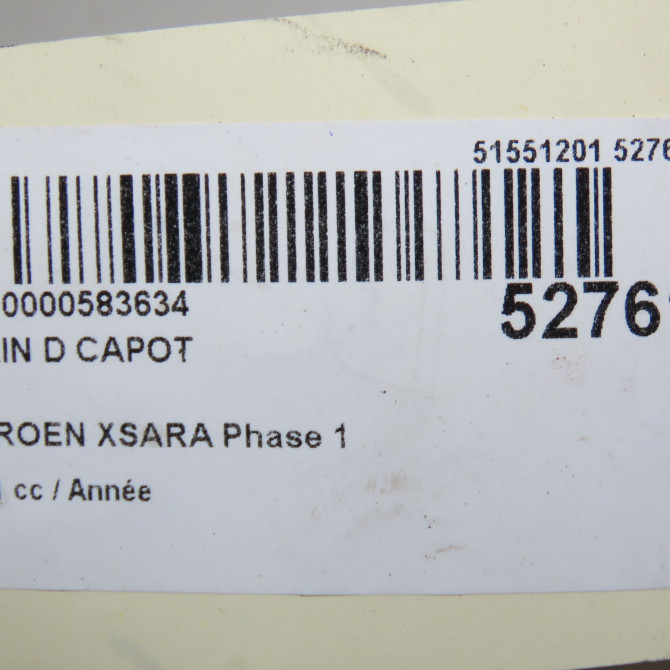 51551201 5276
0000583634
5276
IN D CAPOT
ROEN XSARA Phase 1
cc / Année